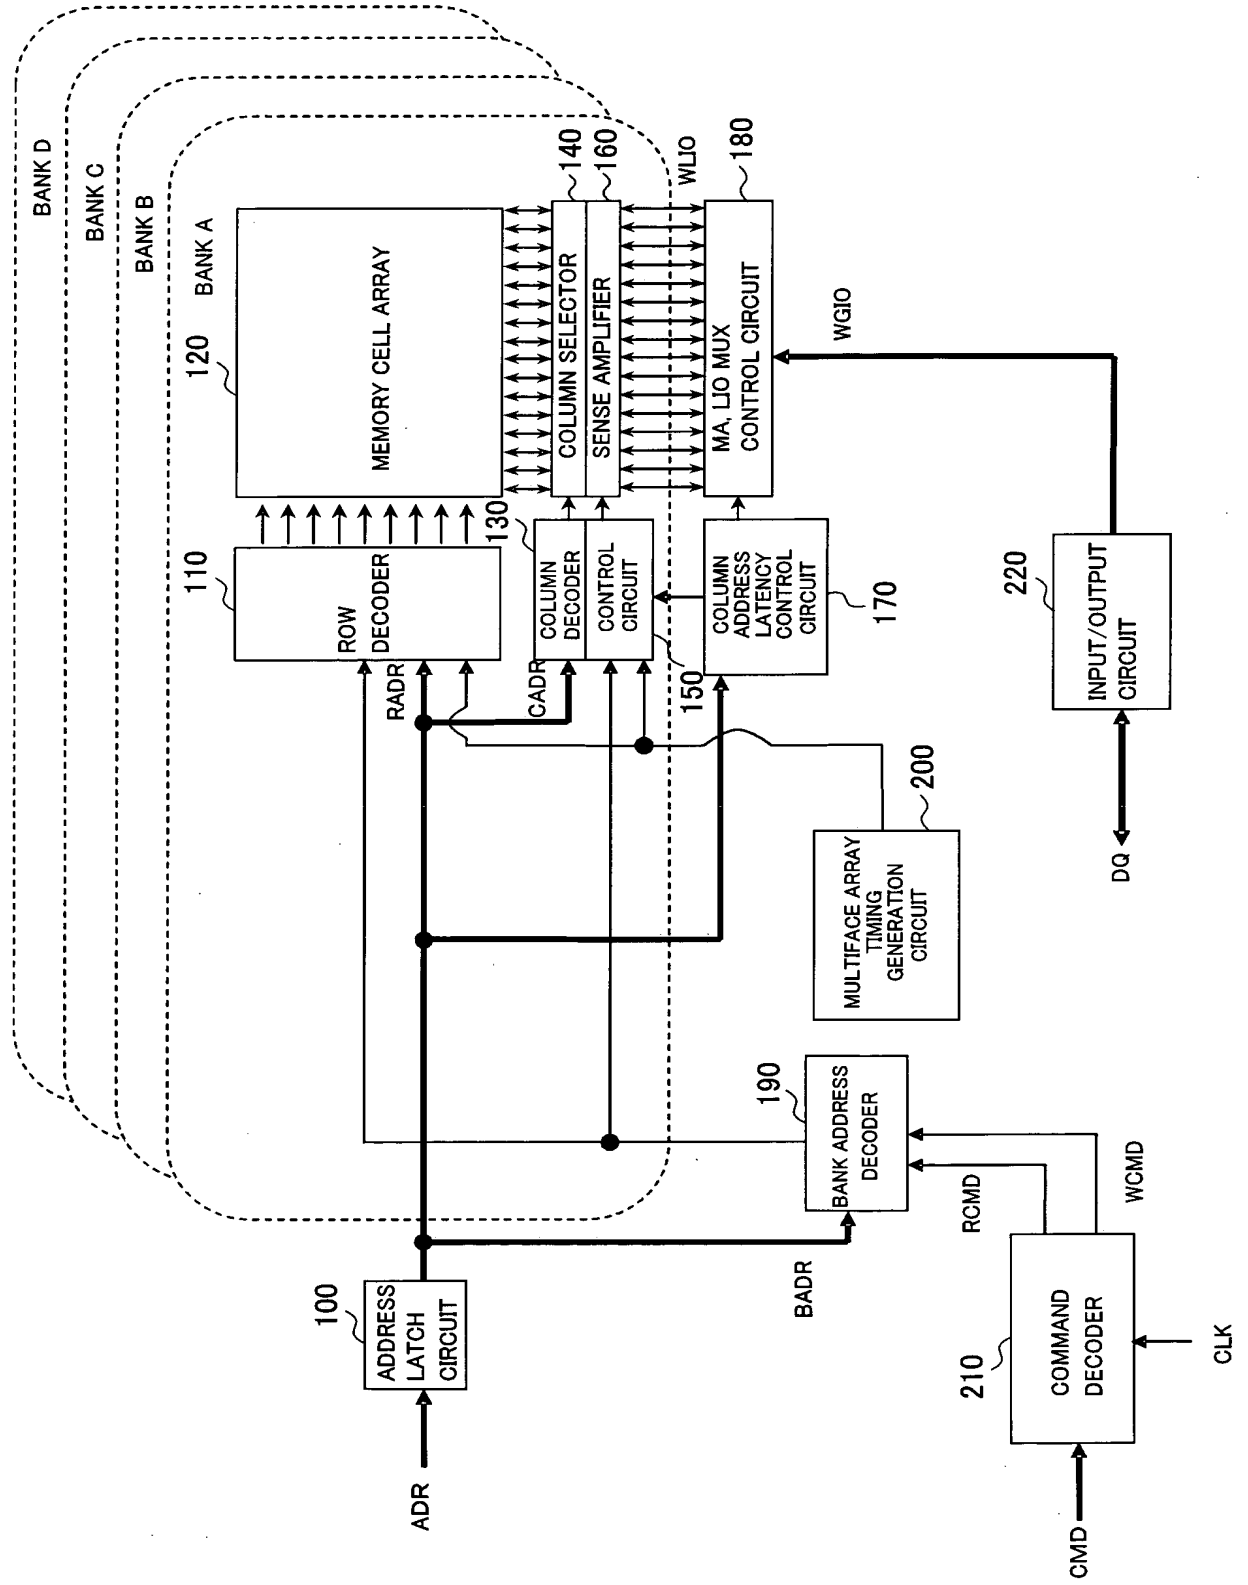 BANK D
BANK C
BANK B
BANK A
120
MEMORY CELL ARRAY
110
ROW
DECODER
RADR
CADR
130
COLUMN
DECODER
CONTROL
CIRCUIT
150
COLUMN SELECTOR
140
SENSE AMPLIFIER
160
WLIO
MA, LIO MUX
CONTROL CIRCUIT
180
WGIO
COLUMN
ADDRESS
LATENCY
CONTROL
CIRCUIT
170
100
ADDRESS
LATCH
CIRCUIT
ADR
BADR
190
BANK ADDRESS
DECODER
RCMD
WCMD
210
COMMAND
DECODER
CMD
CLK
200
MULTIFACE ARRAY
TIMING
GENERATION
CIRCUIT
220
INPUT/OUTPUT
CIRCUIT
DQ